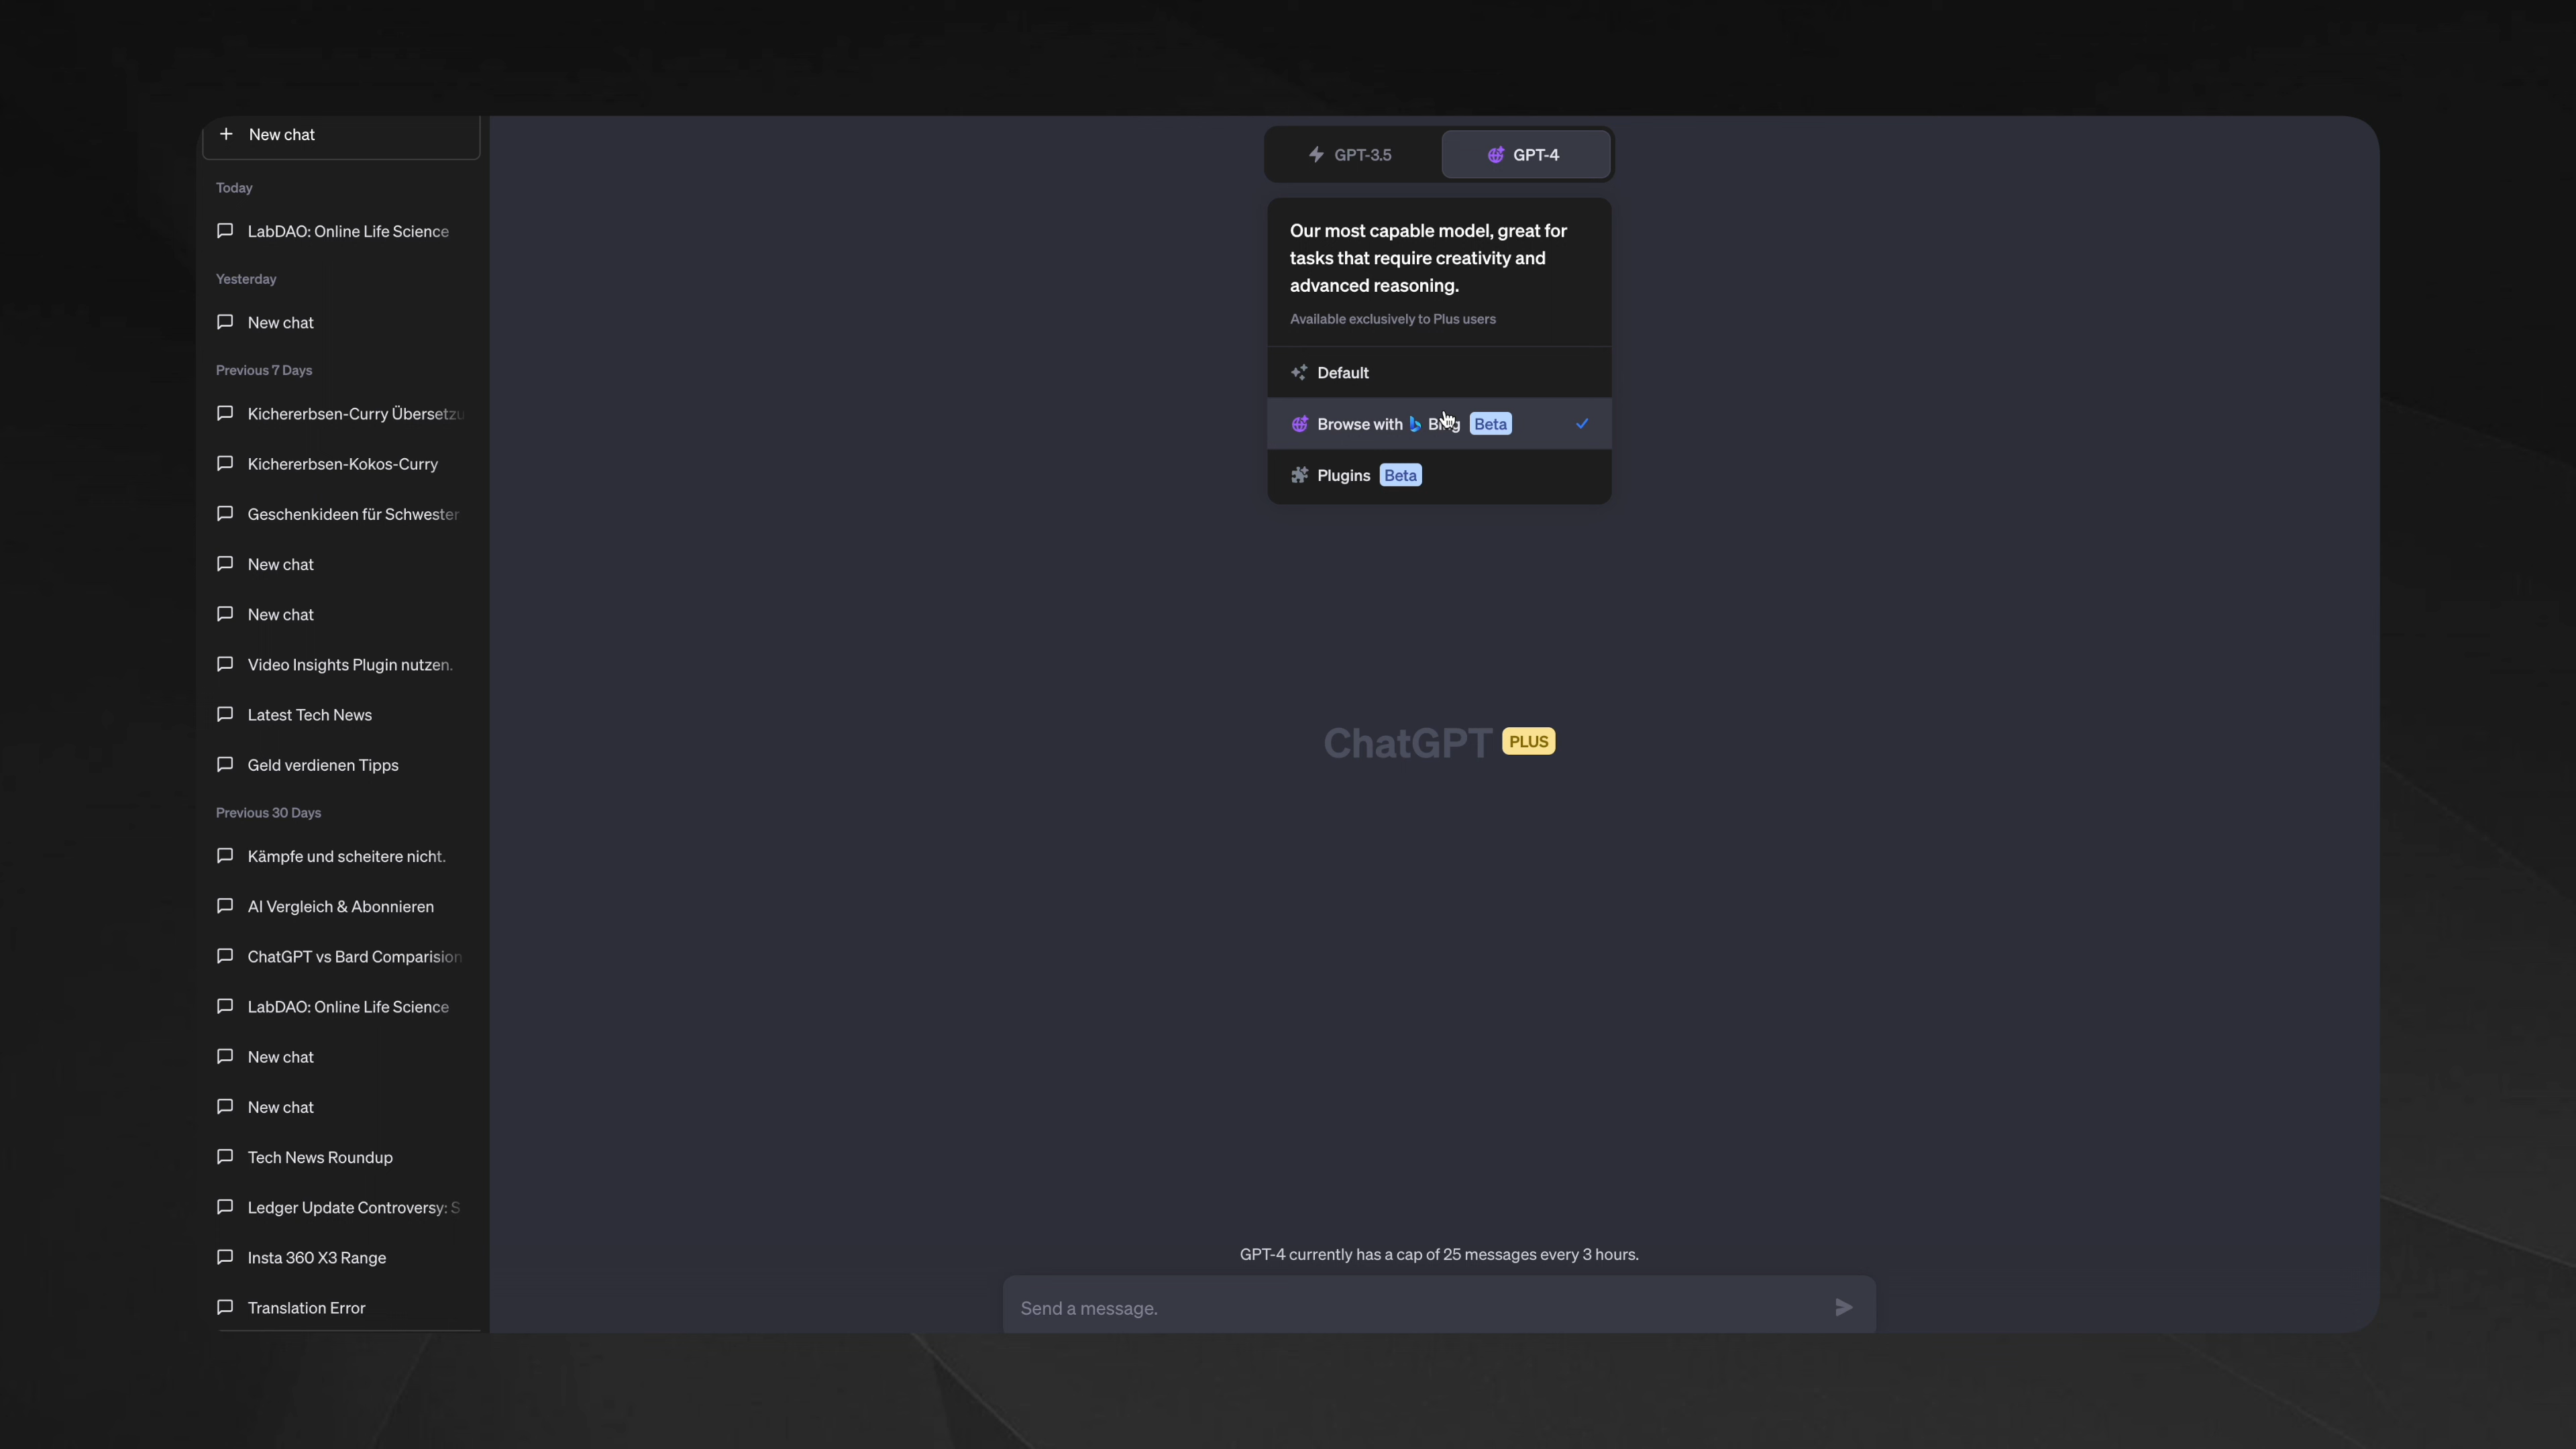 New chat
Today
LabDAO: Online Life Science
Yesterday
New chat
Previous 7 Days
Kichererbsen-Curry Übersetzu
Kichererbsen-Kokos-Curry
Geschenkideen für Schwester
New chat
New chat
Video Insights Plugin nutzen.
Latest Tech News
Geld verdienen Tipps
Previous 30 Days
Kämpfe und scheitere nicht.
AI Vergleich & Abonnieren
ChatGPT vs Bard Comparision
LabDAO: Online Life Science
New chat
New chat
Tech News Roundup
Ledger Update Controversy: S
Insta 360 X3 Range
Translation Error
GPT-3.5
GPT-4
Our most capable model, great for
tasks that require creativity and
advanced reasoning.
Available exclusively to Plus users
Default
Browse with Bing Beta
Plugins Beta
ChatGPT PLUS
GPT-4 currently has a cap of 25 messages every 3 hours.
Send a message.